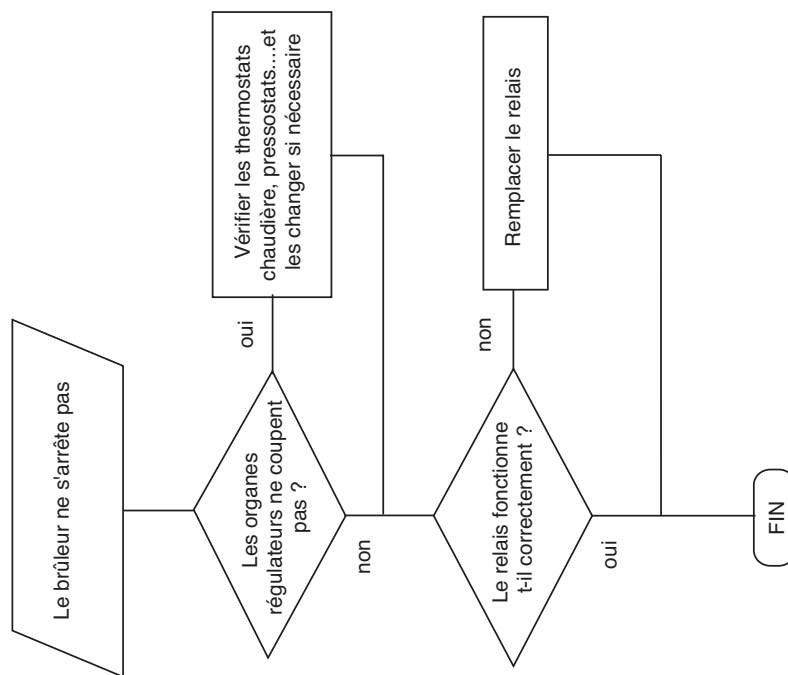 Le brûleur ne s'arrête pas
Les organes
régulateurs ne coupent
pas ?
oui
Vérifier les thermostats
chaudière, pressostats....et
les changer si nécessaire
non
Le relais fonctionne
t-il correctement ?
non
Remplacer le relais
oui
FIN